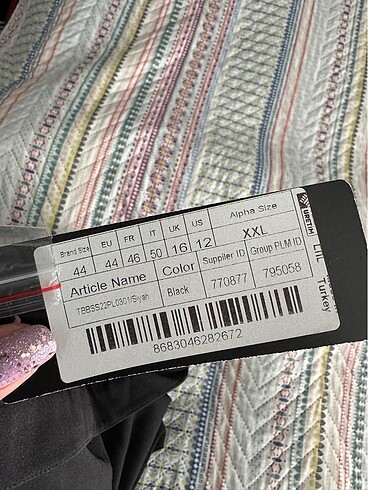 Brand Size EU FR IT UK US Alpha Size
44 44 46 50 16 12 XXL
Article Name Color Supplier ID Group PLM ID
TBBSS22PL0301/Siyah Black 770877 795058
8683046282672
Turkey